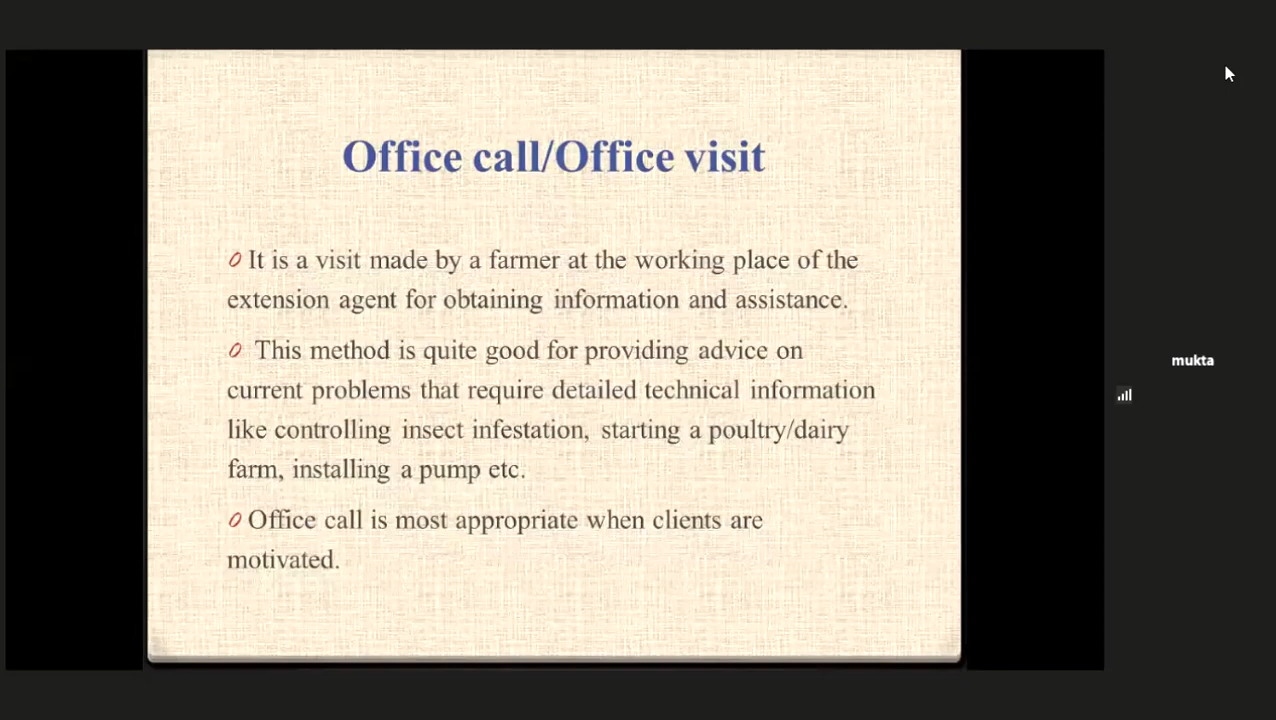 Office call/Office visit
It is a visit made by a farmer at the working place of the
extension agent for obtaining information and assistance.
This method is quite good for providing advice on
current problems that require detailed technical information
like controlling insect infestation, starting a poultry/dairy
farm, installing a pump etc.
Office call is most appropriate when clients are
motivated.
mukta